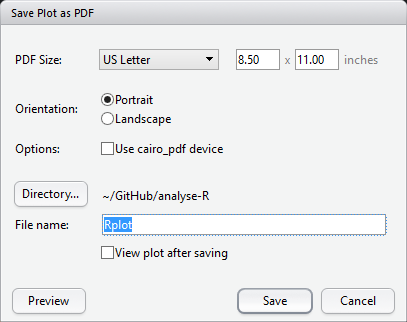 Save Plot as PDF
PDF Size: US Letter 8.50 x 11.00 inches
Orientation: Portrait
Landscape
Options: Use cairo_pdf device
Directory... ~/GitHub/analyse-R
File name: Rplot
View plot after saving
Preview Save Cancel